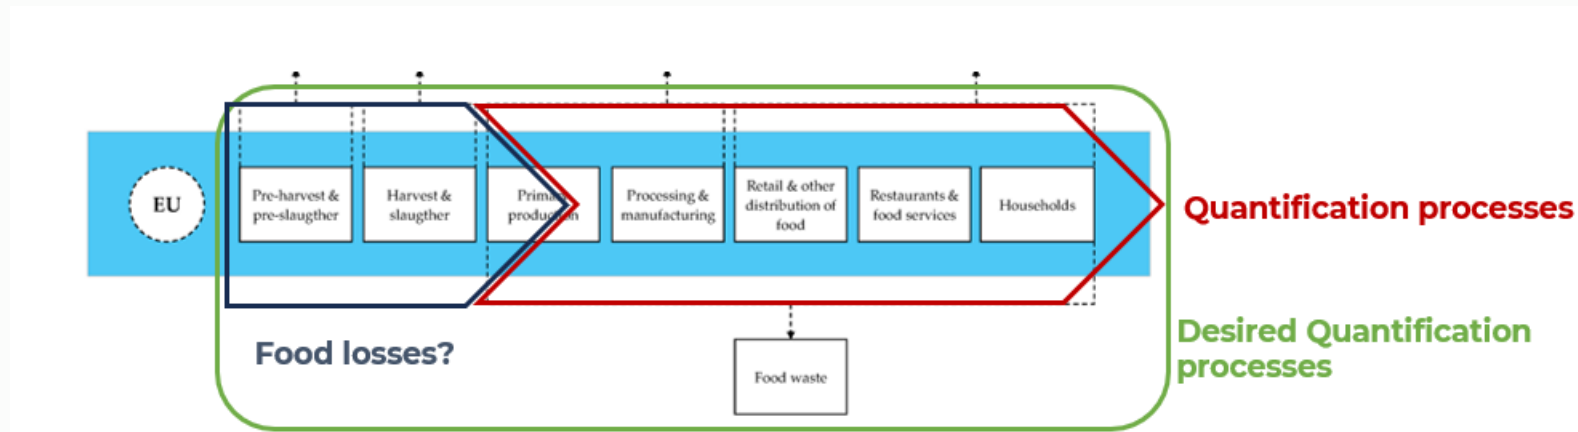 EU
Pre-harvest &
pre-slaugther
Harvest &
slaugther
Primary
production
Processing &
manufacturing
Retail & other
distribution of
food
Restaurants &
food services
Households
Quantification processes
Desired Quantification
processes
Food losses?
Food waste